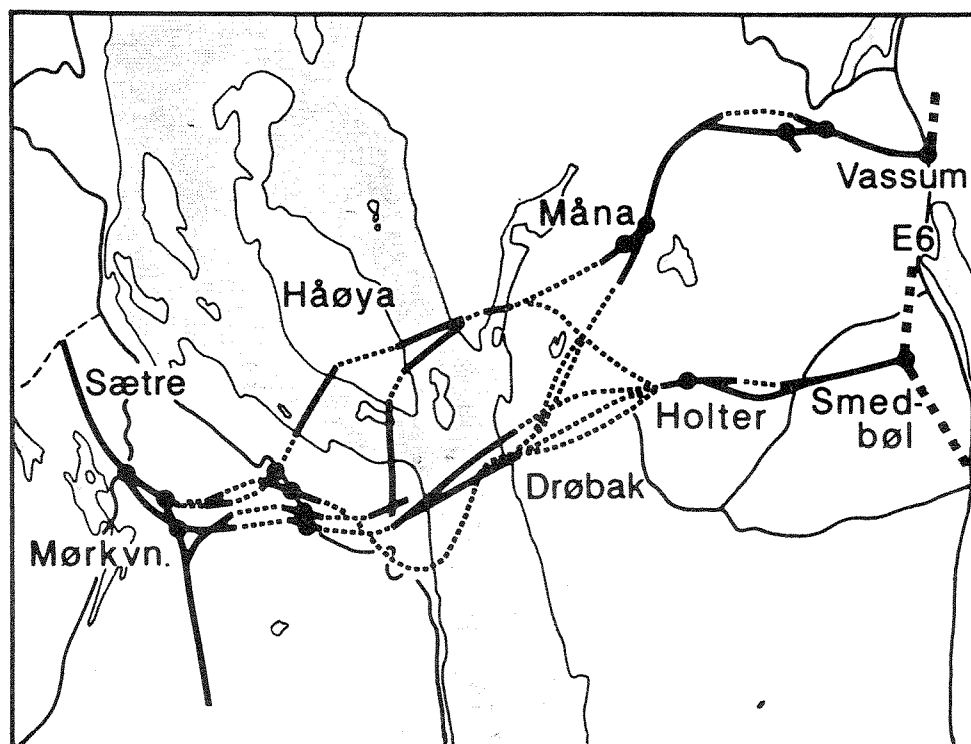 Vassum
Måna
E6
Håøya
Sætre
Holter
Smed-
bøl
Drøbak
Mørkvn.